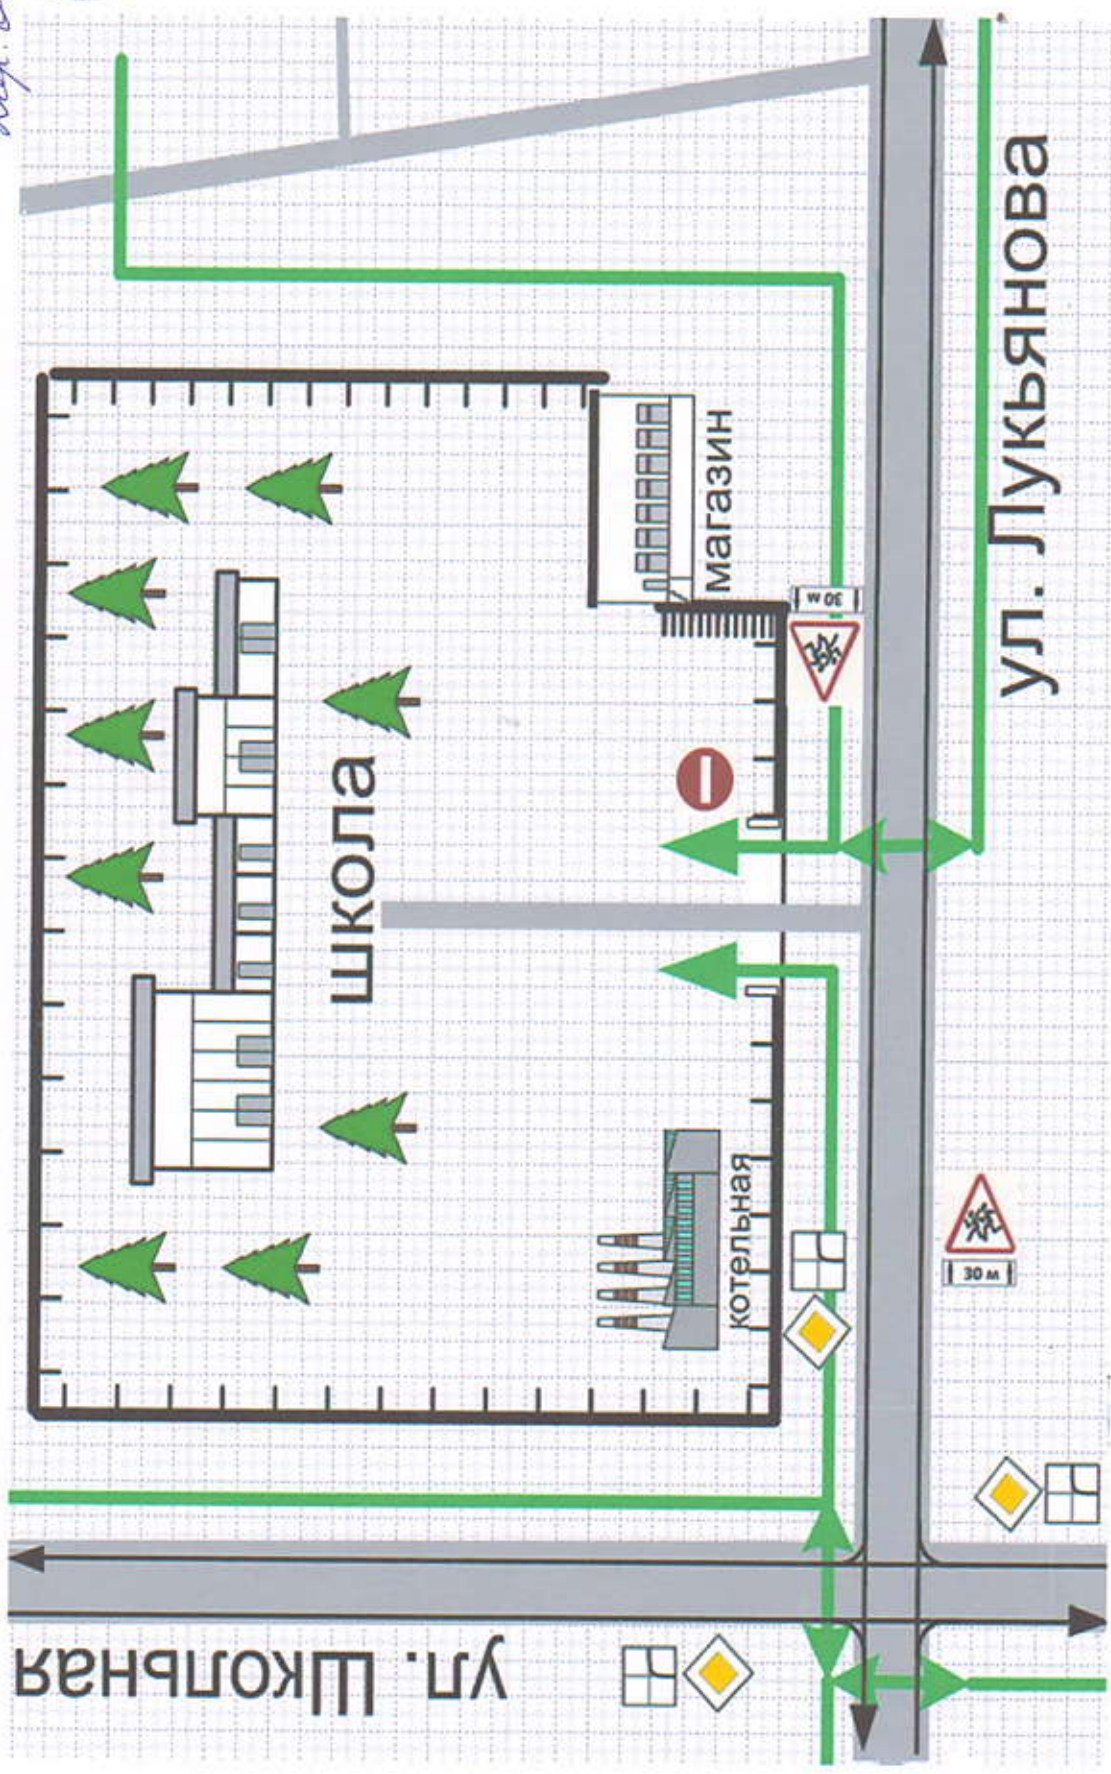 ул. Лукьянова
магазин
30 м
школа
котельная
30 м
ул. Школьная